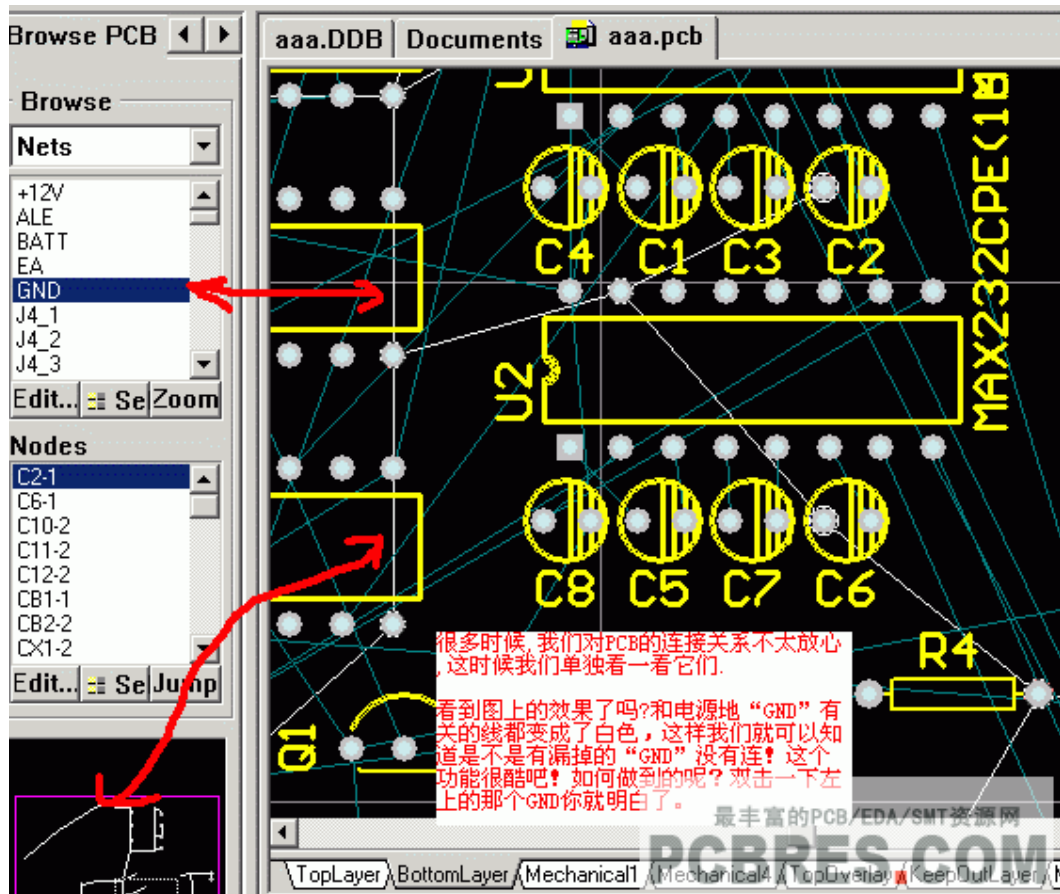 Browse PCB
aaa.DDB
Documents
aaa.pcb
Browse
Nets
+12V
ALE
BATT
EA
GND
J4_1
J4_2
J4_3
Edit...
Se
Zoom
Nodes
C2-1
C6-1
C10-2
C11-2
C12-2
CB1-1
CB2-2
CX1-2
Edit...
Se
Jump
C4
C1
C3
C2
U2
C8
C5
C7
C6
R4
Q1
很多时候,我们对PCB的连接关系不太放心
,这时候我们单独看一看它们.
看到图上的效果了吗?和电源地“GND”有
关的线都变成了白色，这样我们就可以知
道是不是有漏掉的“GND”没有连！这个
功能很酷吧！如何做到的呢？双击一下左
上的那个GND你就明白了。
最丰富的PCB/EDA/SMT资源网
PCBRES.COM
TopLayer
BottomLayer
Mechanical1
Mechanical4
TopOverlay
KeepOutLayer